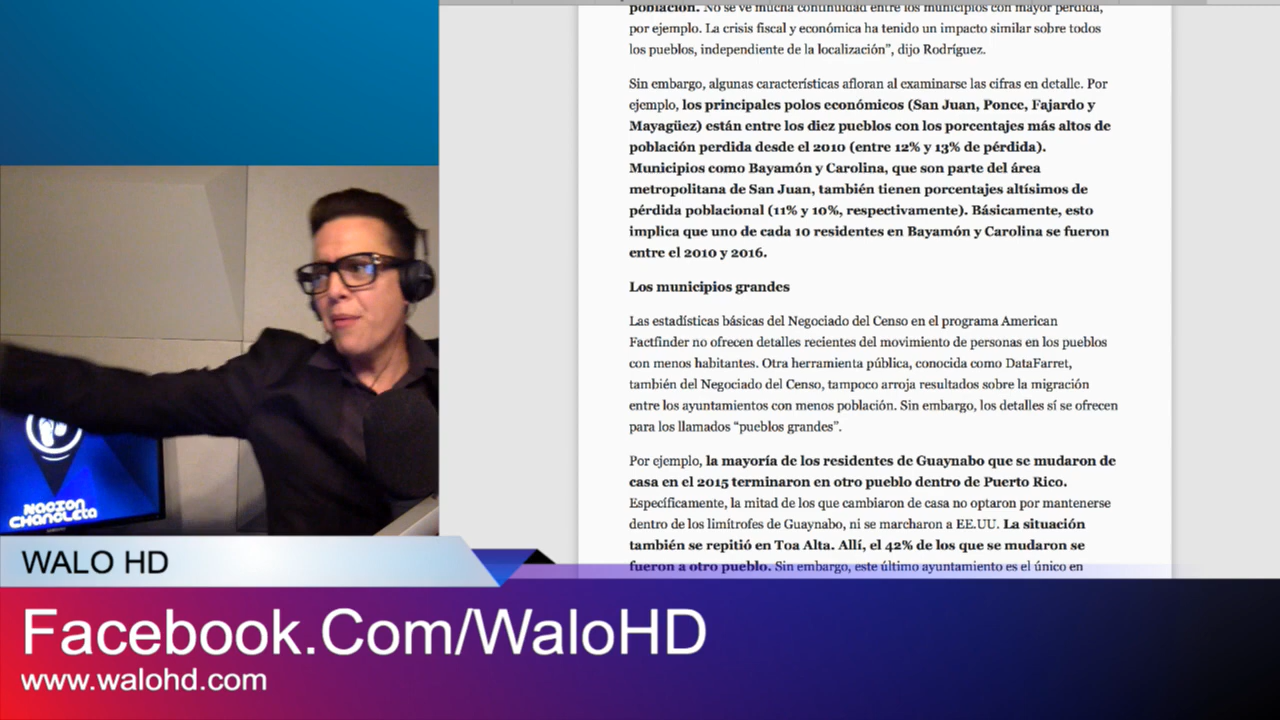 población. No se ve mucha continuidad entre los municipios con mayor pérdida,
por ejemplo. La crisis fiscal y económica ha tenido un impacto similar sobre todos
los pueblos, independiente de la localización”, dijo Rodríguez.
Sin embargo, algunas características afloran al examinarse las cifras en detalle. Por
ejemplo, los principales polos económicos (San Juan, Ponce, Fajardo y
Mayagüez) están entre los diez pueblos con los porcentajes más altos de
población perdida desde el 2010 (entre 12% y 13% de pérdida).
Municipios como Bayamón y Carolina, que son parte del área
metropolitana de San Juan, también tienen porcentajes altísimos de
pérdida poblacional (11% y 10%, respectivamente). Básicamente, esto
implica que uno de cada 10 residentes en Bayamón y Carolina se fueron
entre el 2010 y 2016.
Los municipios grandes
Las estadísticas básicas del Negociado del Censo en el programa American
Factfinder no ofrecen detalles recientes del movimiento de personas en los pueblos
con menos habitantes. Otra herramienta pública, conocida como DataFarret,
también del Negociado del Censo, tampoco arroja resultados sobre la migración
entre los ayuntamientos con menos población. Sin embargo, los detalles sí se ofrecen
para los llamados “pueblos grandes”.
Por ejemplo, la mayoría de los residentes de Guaynabo que se mudaron de
casa en el 2015 terminaron en otro pueblo dentro de Puerto Rico.
Específicamente, la mitad de los que cambiaron de casa no optaron por mantenerse
dentro de los limítrofes de Guaynabo, ni se marcharon a EE.UU. La situación
también se repitió en Toa Alta. Allí, el 42% de los que se mudaron se
fueron a otro pueblo. Sin embargo, este último ayuntamiento es el único en
NACION
CHANCLETA
WALO HD
Facebook.Com/WaloHD
www.walohd.com